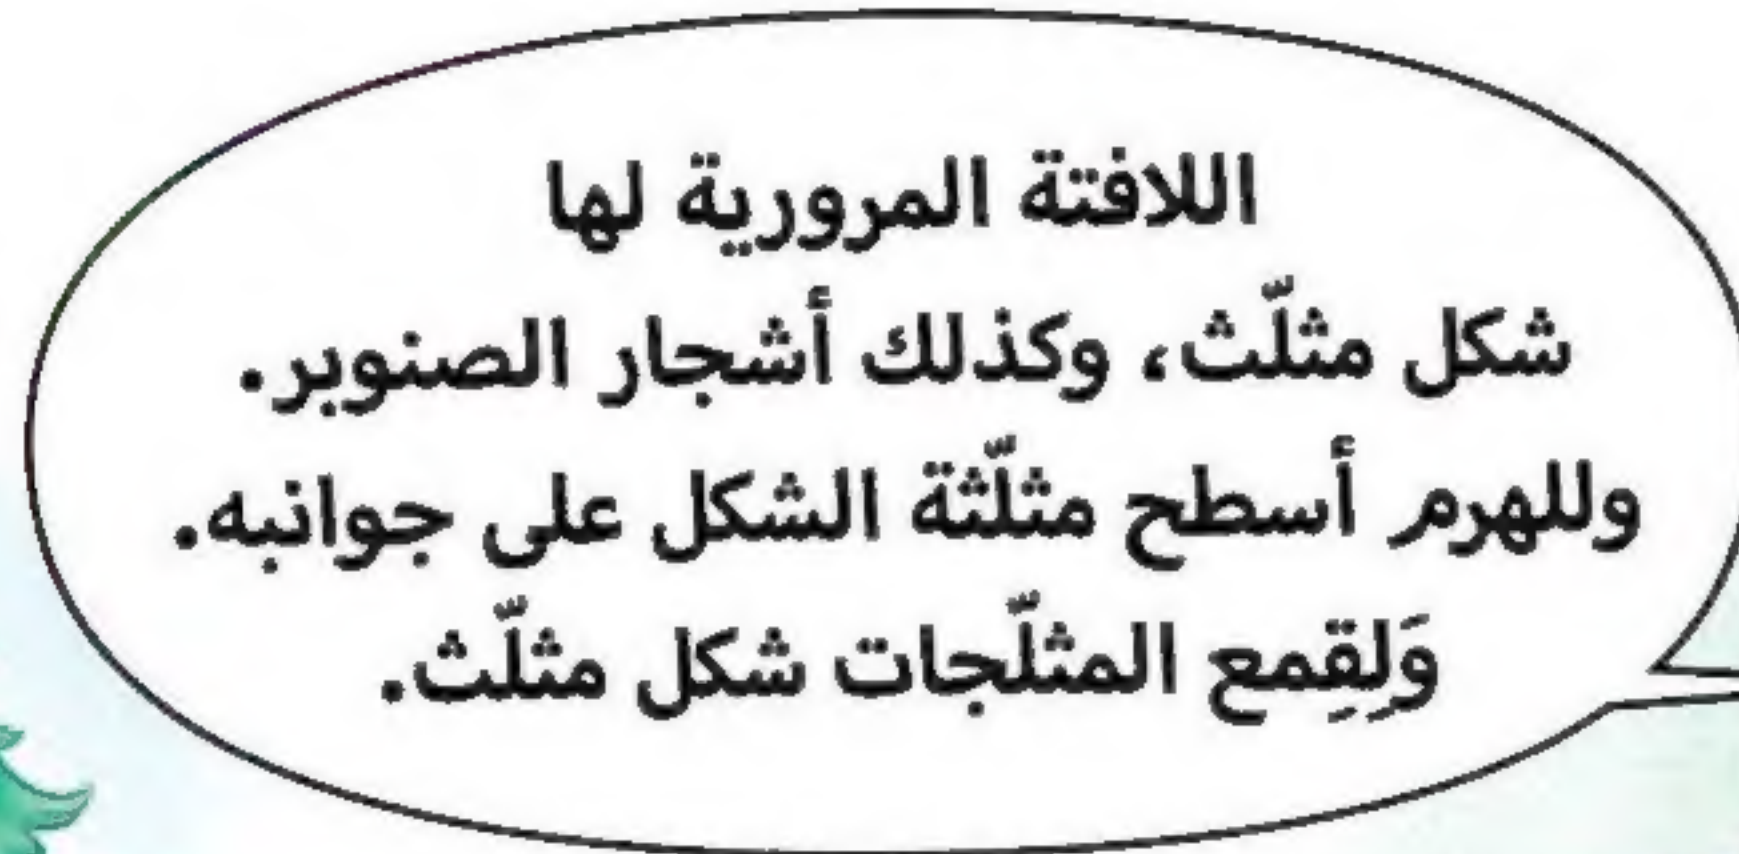 اللافتة المرورية لها
شكل مثلّث، وكذلك أشجار الصنوبر.
وللهرم أسطح مثلّثة الشكل على جوانبه.
وَلِقِمع المثلّجات شكل مثلّث.